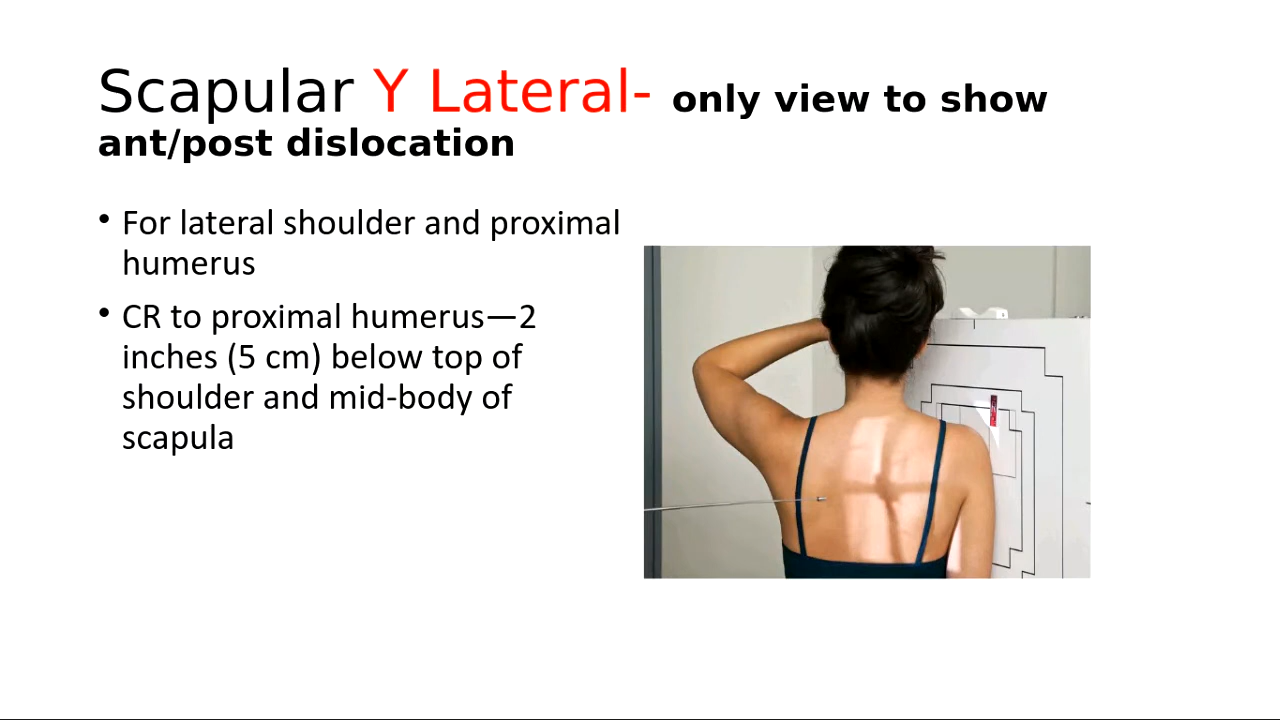 Scapular Y Lateral- only view to show
ant/post dislocation
• For lateral shoulder and proximal
humerus
• CR to proximal humerus—2
inches (5 cm) below top of
shoulder and mid-body of
scapula